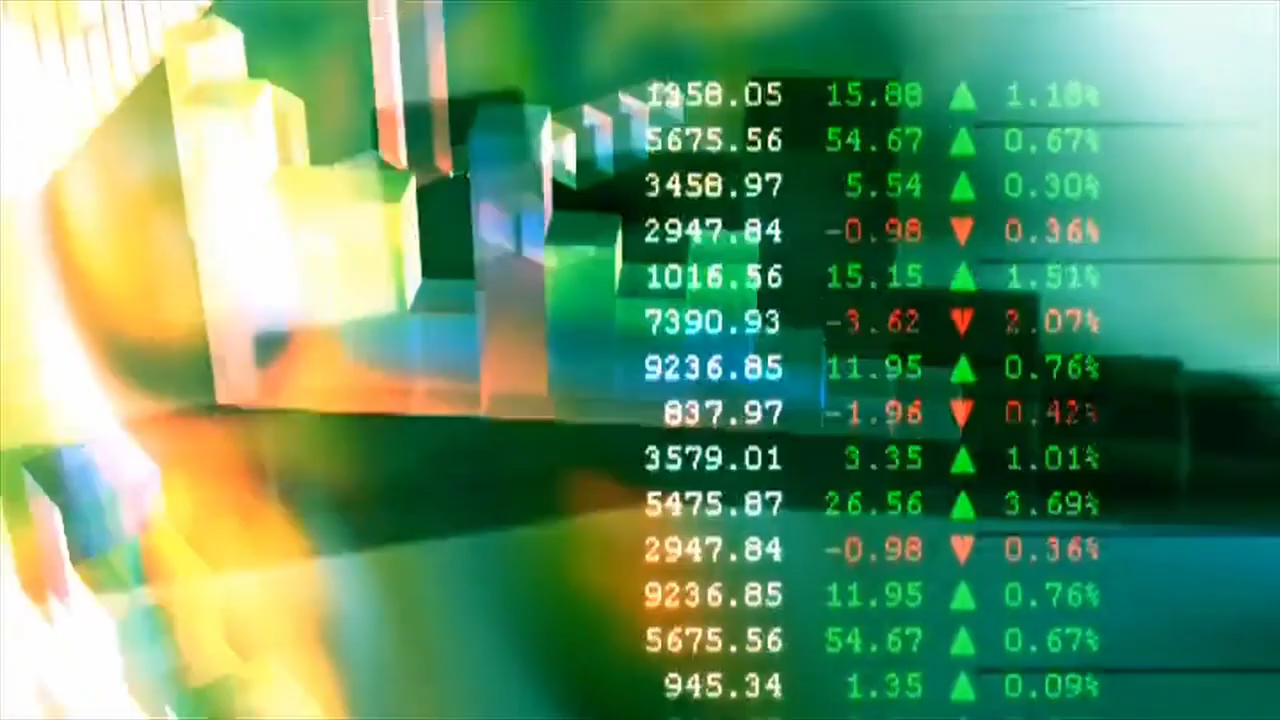 1358.05 15.88 ▲ 1.18%
5675.56 54.67 ▲ 0.67%
3458.97 5.54 ▲ 0.30%
2947.84 -0.98 ▼ 0.36%
1016.56 15.15 ▲ 1.51%
7390.93 -3.62 ▼ 2.07%
9236.85 11.95 ▲ 0.76%
837.97 -1.96 ▼ 0.42%
3579.01 3.35 ▲ 1.01%
5475.87 26.56 ▲ 3.69%
2947.84 -0.98 ▼ 0.36%
9236.85 11.95 ▲ 0.76%
5675.56 54.67 ▲ 0.67%
945.34 1.35 ▲ 0.09%